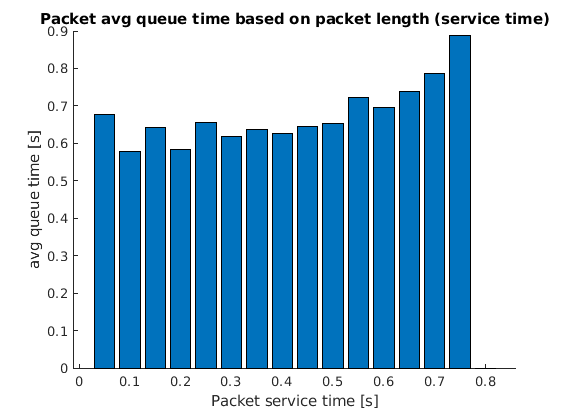 Packet avg queue time based on packet length (service time)
0.9
0.8
0.7
0.6
0.5
0.4
0.3
0.2
0.1
0
avg queue time [s]
0 0.1 0.2 0.3 0.4 0.5 0.6 0.7 0.8
Packet service time [s]